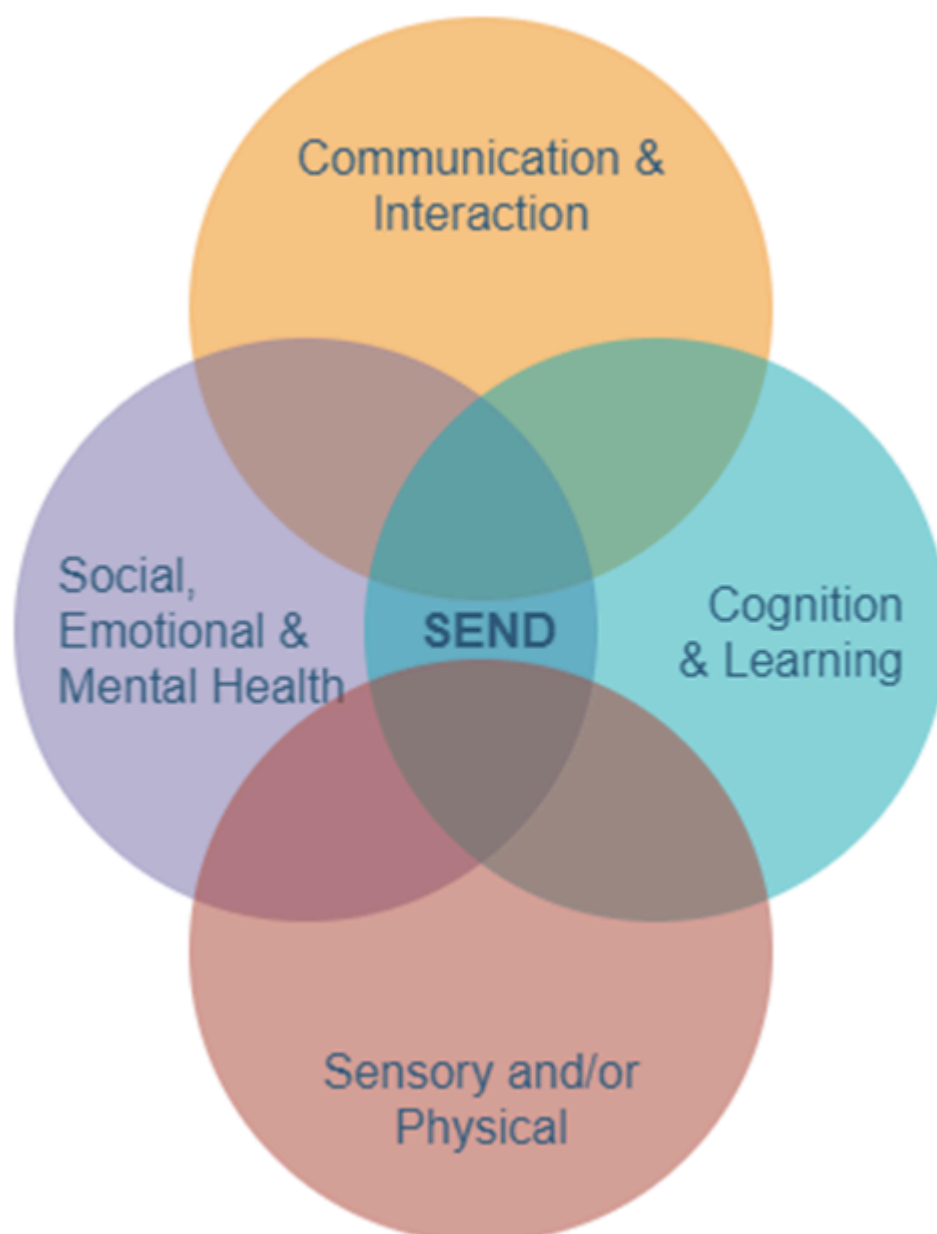 Communication &
Interaction
Social,
Emotional &
Mental Health
SEND
Cognition
& Learning
Sensory and/or
Physical